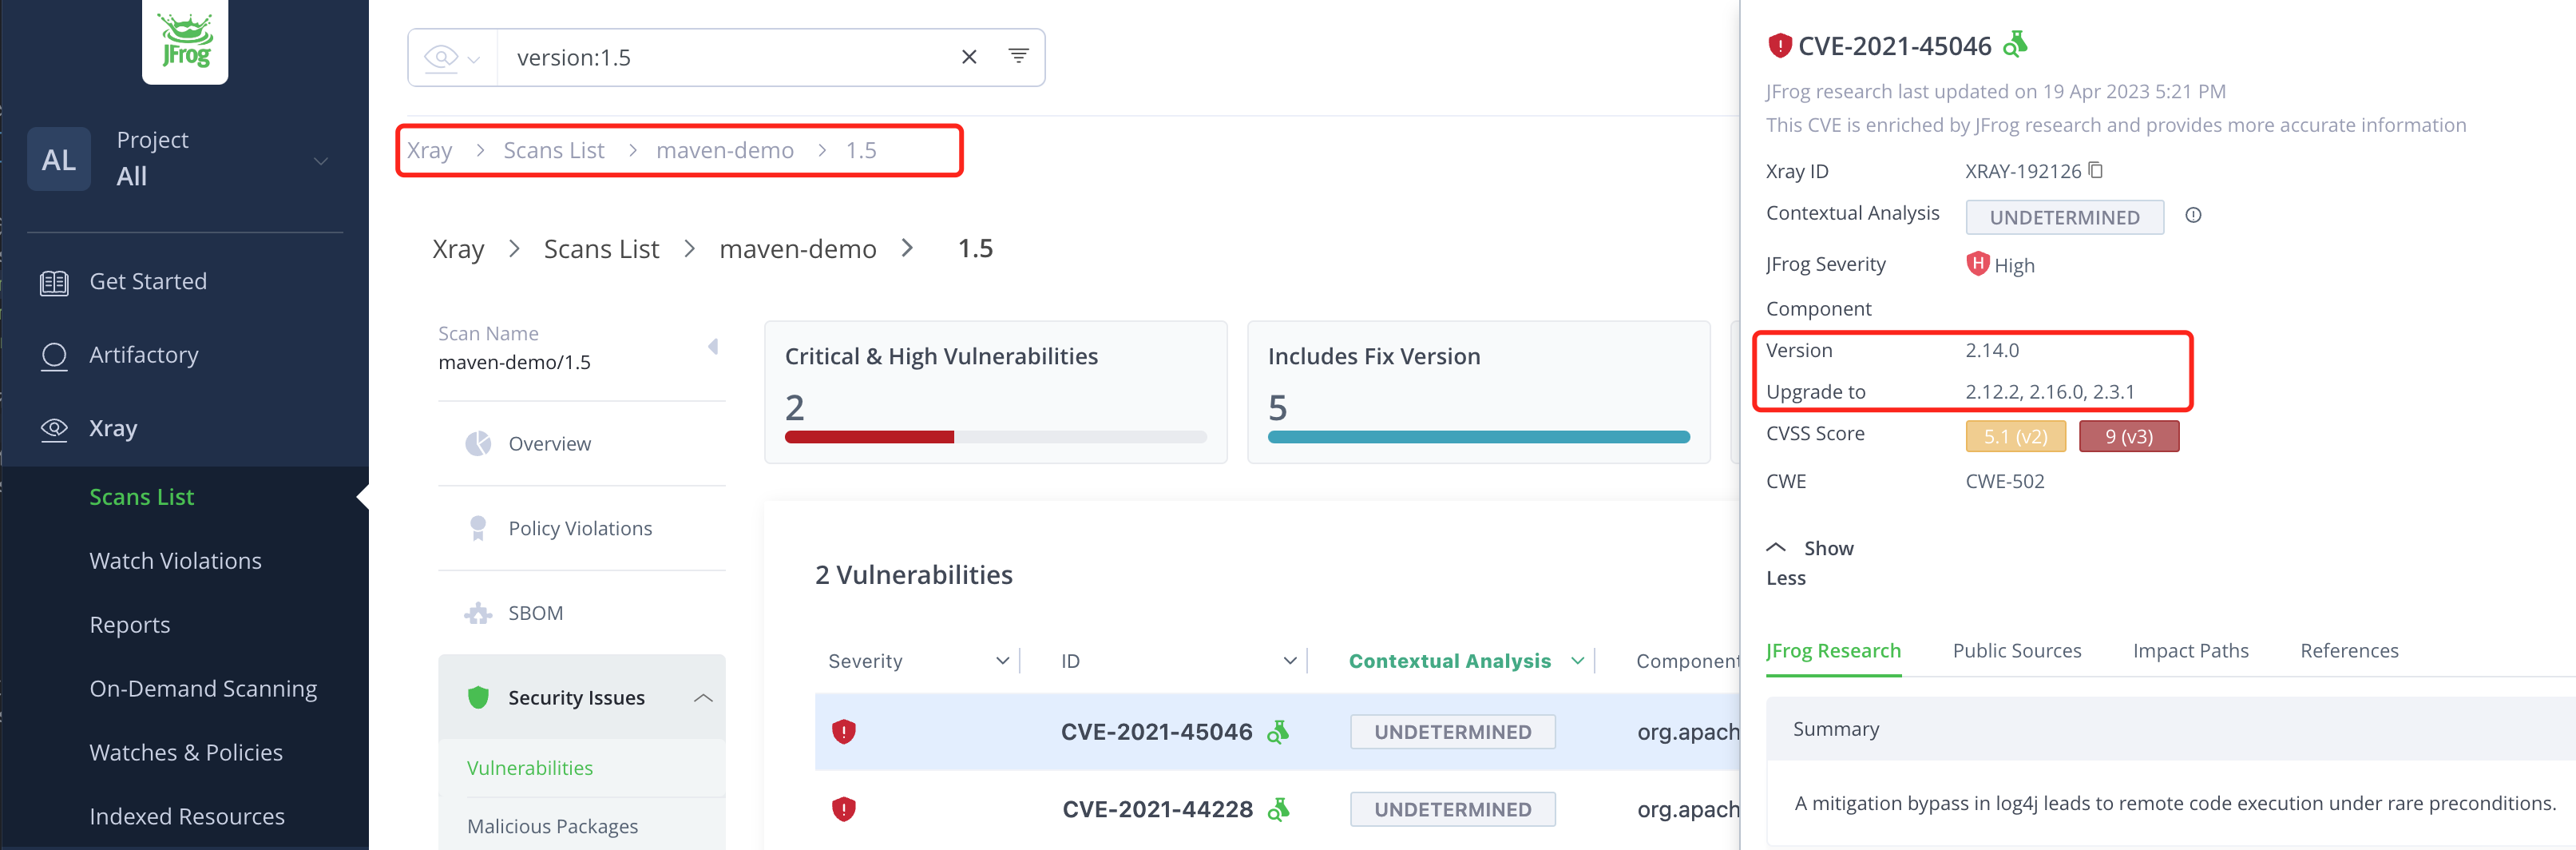 JFrog
AL
Project
All
Get Started
Artifactory
Xray
Scans List
Watch Violations
Reports
On-Demand Scanning
Watches & Policies
Indexed Resources
version:1.5
Xray > Scans List > maven-demo > 1.5
Xray > Scans List > maven-demo > 1.5
Scan Name
maven-demo/1.5
Overview
Policy Violations
SBOM
Security Issues
Vulnerabilities
Malicious Packages
Critical & High Vulnerabilities
2
Includes Fix Version
5
2 Vulnerabilities
Severity ID Contextual Analysis Component
CVE-2021-45046 UNDETERMINED org.apach
CVE-2021-44228 UNDETERMINED org.apach
CVE-2021-45046
JFrog research last updated on 19 Apr 2023 5:21 PM
This CVE is enriched by JFrog research and provides more accurate information
Xray ID XRAY-192126
Contextual Analysis UNDETERMINED
JFrog Severity H High
Component
Version 2.14.0
Upgrade to 2.12.2, 2.16.0, 2.3.1
CVSS Score 5.1 (v2) 9 (v3)
CWE CWE-502
Show
Less
JFrog Research Public Sources Impact Paths References
Summary
A mitigation bypass in log4j leads to remote code execution under rare preconditions.